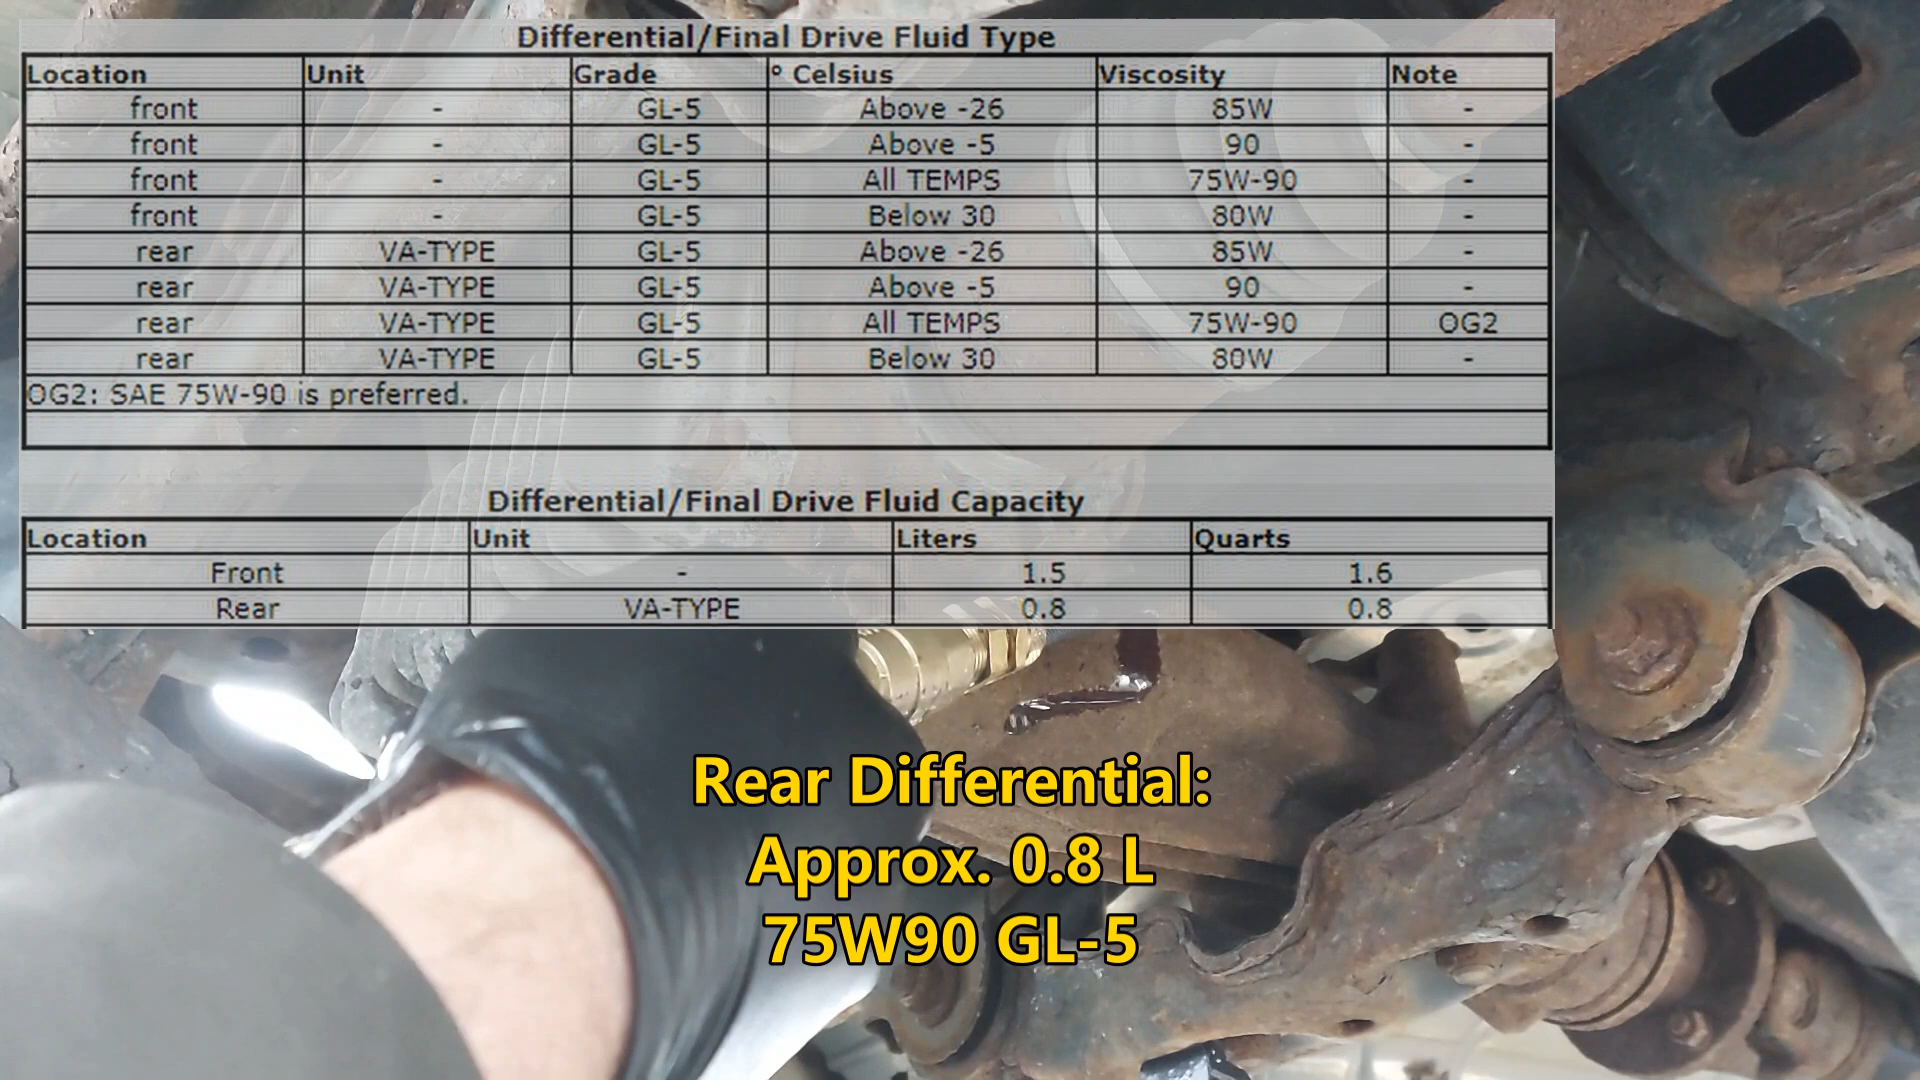 Differential/Final Drive Fluid Type
Location Unit Grade ° Celsius Viscosity Note
front - GL-5 Above -26 85W -
front - GL-5 Above -5 90 -
front - GL-5 All TEMPS 75W-90 -
front - GL-5 Below 30 80W -
rear VA-TYPE GL-5 Above -26 85W -
rear VA-TYPE GL-5 Above -5 90 -
rear VA-TYPE GL-5 All TEMPS 75W-90 OG2
rear VA-TYPE GL-5 Below 30 80W -
OG2: SAE 75W-90 is preferred.
Differential/Final Drive Fluid Capacity
Location Unit Liters Quarts
Front - 1.5 1.6
Rear VA-TYPE 0.8 0.8
Rear Differential:
Approx. 0.8 L
75W90 GL-5